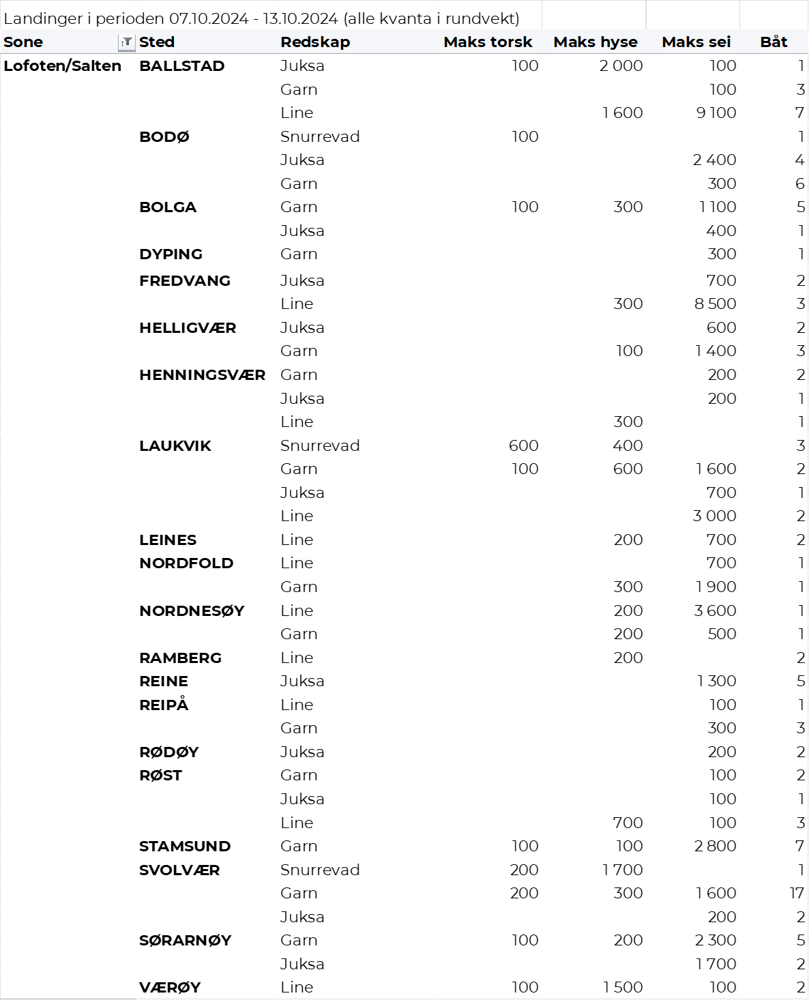 Landinger i perioden 07.10.2024 - 13.10.2024 (alle kvanta i rundvekt)
Sone Sted Redskap Maks torsk Maks hyse Maks sei Båt
Lofoten/Salten BALLSTAD Juksa 100 2 000 100 1
Garn 100 3
Line 1 600 9 100 7
BODØ Snurrevad 100 1
Juksa 2 400 4
Garn 300 6
BOLGA Garn 100 300 1 100 5
Juksa 400 1
DYPING Garn 300 1
FREDVANG Juksa 700 2
Line 300 8 500 3
HELLIGVÆR Juksa 600 2
Garn 100 1 400 3
HENNINGSVÆR Garn 200 2
Juksa 200 1
Line 300 1
LAUKVIK Snurrevad 600 400 3
Garn 100 600 1 600 2
Juksa 700 1
Line 3 000 2
LEINES Line 200 700 2
NORDFOLD Line 700 1
Garn 300 1 900 1
NORDNESØY Line 200 3 600 1
Garn 200 500 1
RAMBERG Line 200 2
REINE Juksa 1 300 5
REIPÅ Line 100 1
Garn 300 3
RØDØY Juksa 200 2
RØST Garn 100 2
Juksa 100 1
Line 700 100 3
STAMSUND Garn 100 100 2 800 7
SVOLVÆR Snurrevad 200 1 700 1
Garn 200 300 1 600 17
Juksa 200 2
SØRARNØY Garn 100 200 2 300 5
Juksa 1 700 2
VÆRØY Line 100 1 500 100 2